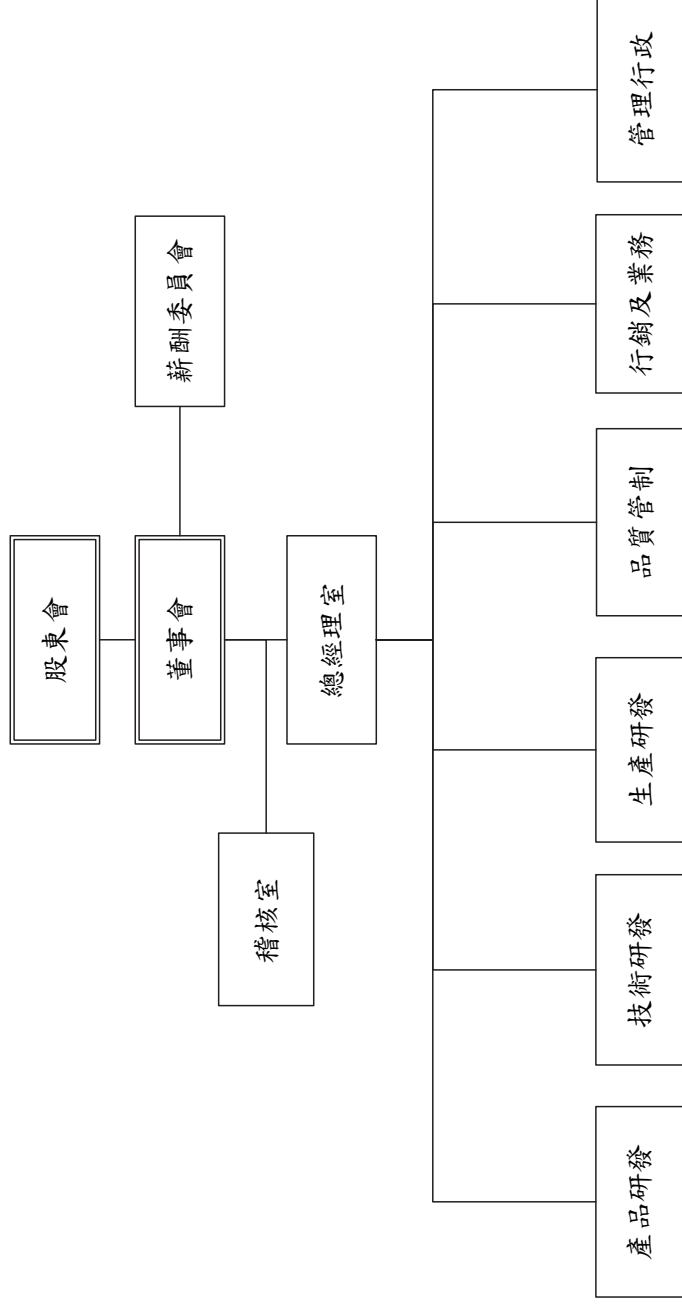 股東會
董事會
薪酬委員會
稽核室
總經理室
產品研發
技術研發
生產研發
品質管制
行銷及業務
管理行政